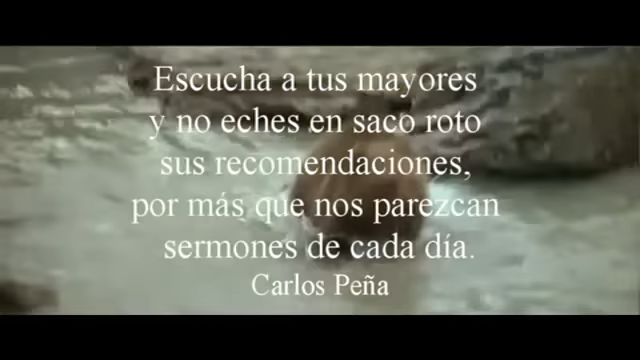 Escucha a tus mayores
y no eches en saco roto
sus recomendaciones,
por más que nos parezcan
sermones de cada día.
Carlos Peña